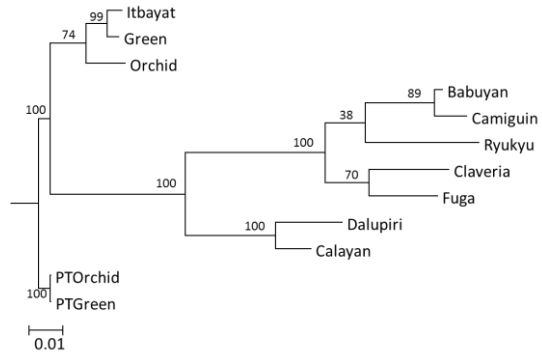 Itbayat
99
Green
74
Orchid
Babuyan
89
Camiguin
100
38
Ryukyu
100
Claveria
70
Fuga
100
Dalupiri
100
Calayan
PTOrchid
100
PTGreen
0.01